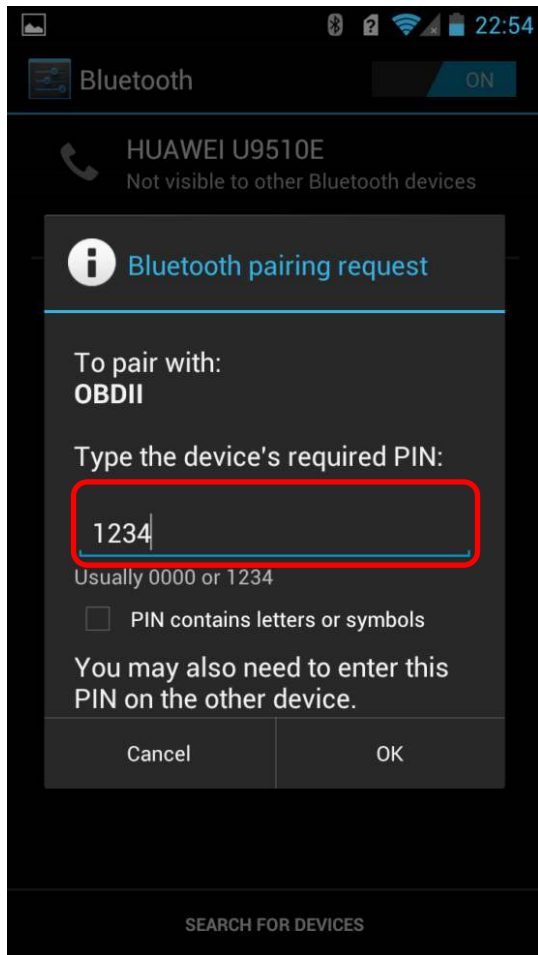 22:54
Bluetooth
ON
HUAWEI U9510E
Not visible to other Bluetooth devices
Bluetooth pairing request
To pair with:
OBDII
Type the device's required PIN:
1234
Usually 0000 or 1234
PIN contains letters or symbols
You may also need to enter this
PIN on the other device.
Cancel
OK
SEARCH FOR DEVICES